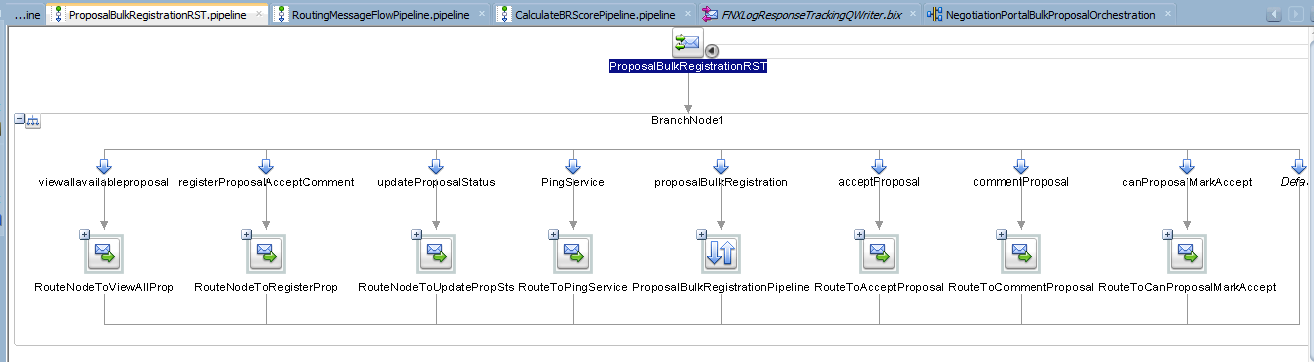 ...ine
ProposalBulkRegistrationRST.pipeline
RoutingMessageFlowPipeline.pipeline
CalculateBRScorePipeline.pipeline
FNXLogResponseTrackingQWriter.bix
NegotiationPortalBulkProposalOrchestration
ProposalBulkRegistrationRST
BranchNode1
viewallavailableproposal
registerProposalAcceptComment
updateProposalStatus
PingService
proposalBulkRegistration
acceptProposal
commentProposal
canProposalMarkAccept
Defa
RouteNodeToViewAllProp
RouteNodeToRegisterProp
RouteNodeToUpdatePropSts
RouteToPingService
ProposalBulkRegistrationPipeline
RouteToAcceptProposal
RouteToCommentProposal
RouteToCanProposalMarkAccept